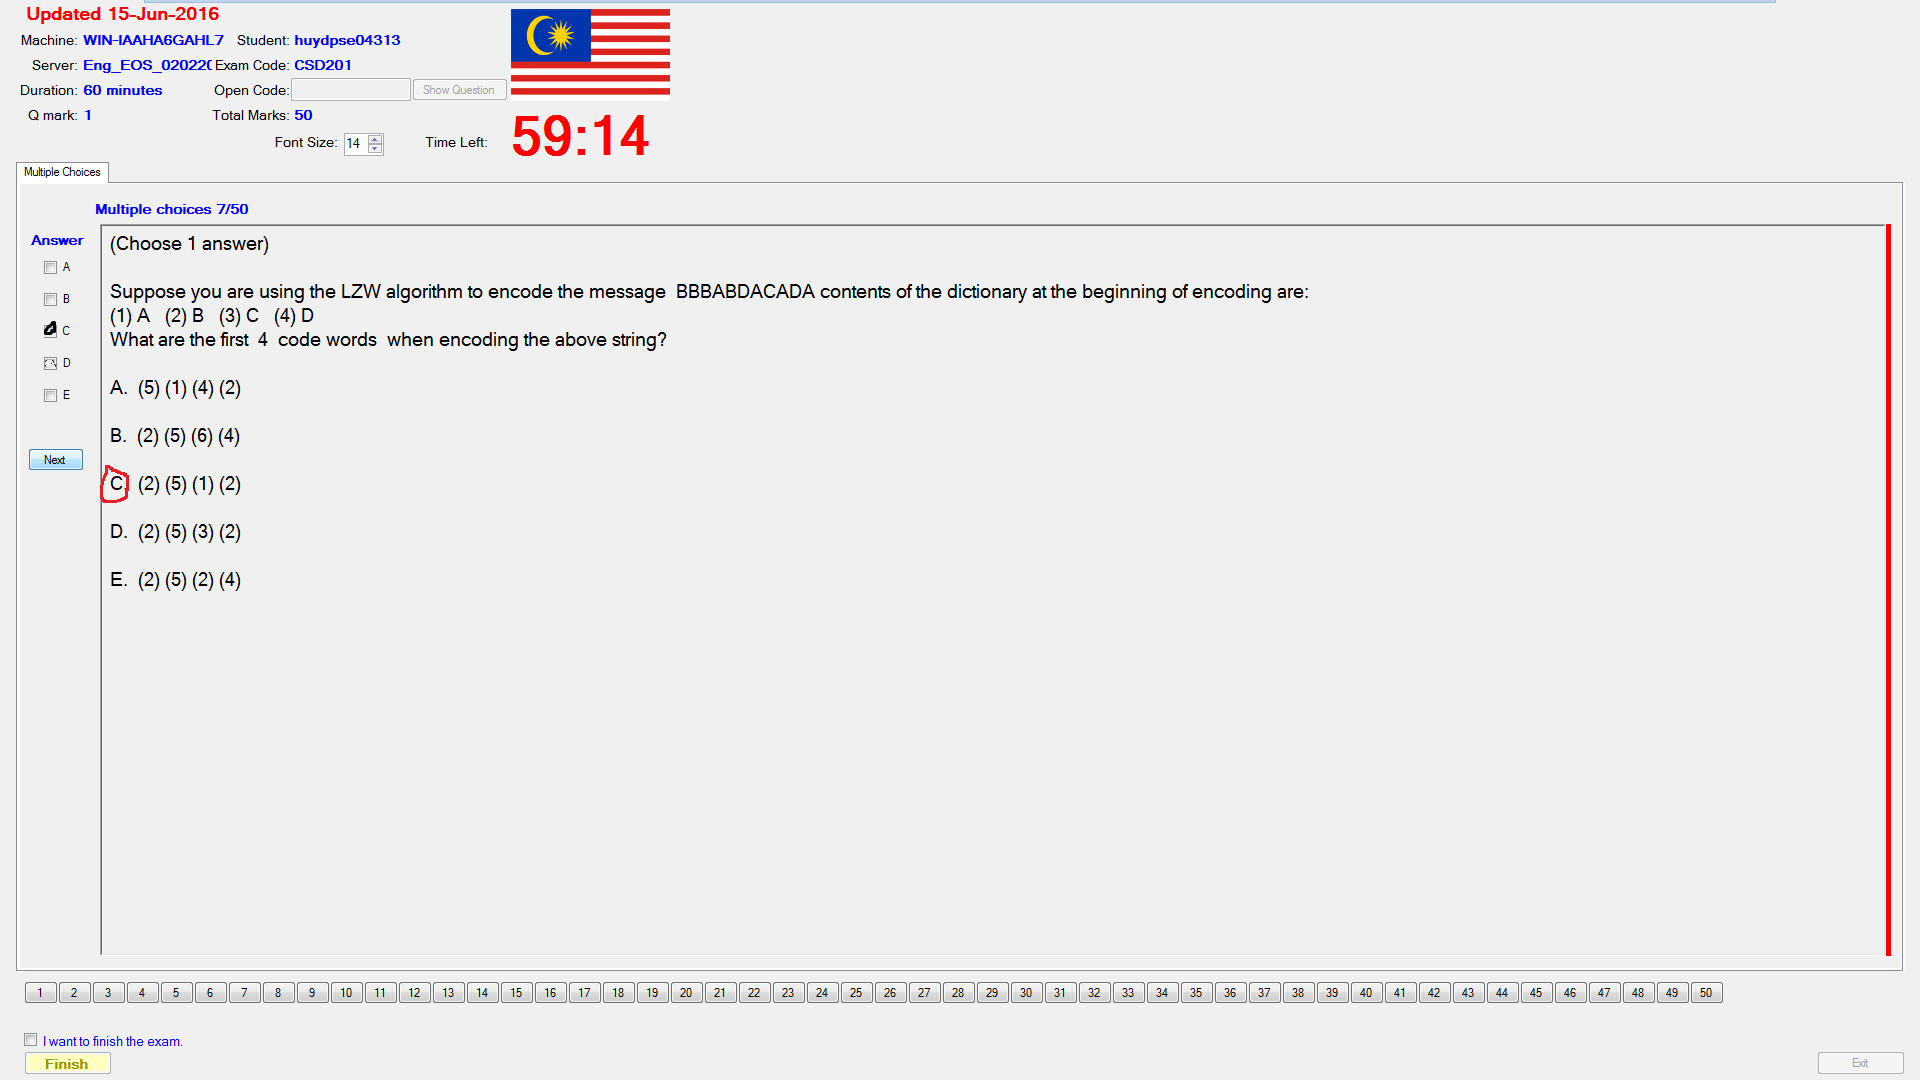 Updated 15-Jun-2016
Machine: WIN-IAAHA6GAHL7 Student: huydpse04313
Server: Eng_EOS_020220 Exam Code: CSD201
Duration: 60 minutes Open Code: Show Question
Q mark: 1 Total Marks: 50
Font Size: 14 Time Left: 59:14
Multiple Choices
Multiple choices 7/50
Answer
A
B
C
D
E
Next
(Choose 1 answer)
Suppose you are using the LZW algorithm to encode the message BBBABDACADA contents of the dictionary at the beginning of encoding are:
(1) A (2) B (3) C (4) D
What are the first 4 code words when encoding the above string?
A. (5) (1) (4) (2)
B. (2) (5) (6) (4)
C. (2) (5) (1) (2)
D. (2) (5) (3) (2)
E. (2) (5) (2) (4)
1 2 3 4 5 6 7 8 9 10 11 12 13 14 15 16 17 18 19 20 21 22 23 24 25 26 27 28 29 30 31 32 33 34 35 36 37 38 39 40 41 42 43 44 45 46 47 48 49 50
I want to finish the exam.
Finish Exit